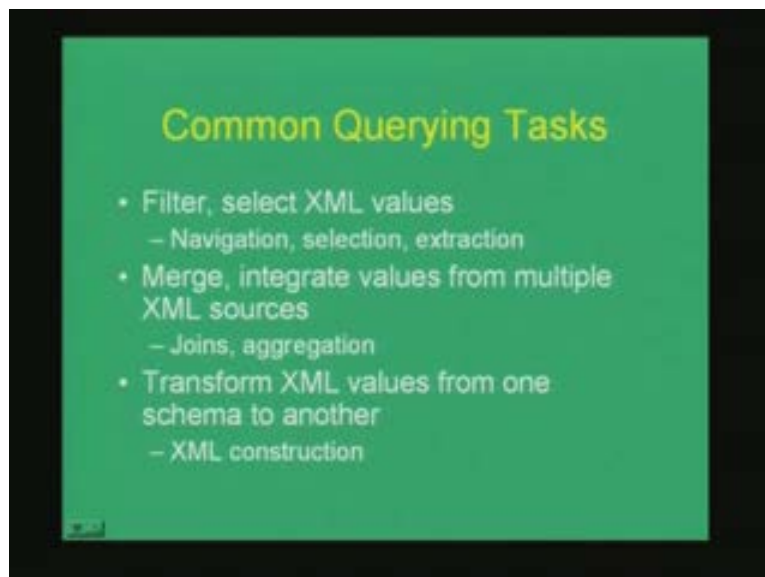 Common Querying Tasks
• Filter, select XML values
– Navigation, selection, extraction
• Merge, integrate values from multiple
XML sources
– Joins, aggregation
• Transform XML values from one
schema to another
– XML construction